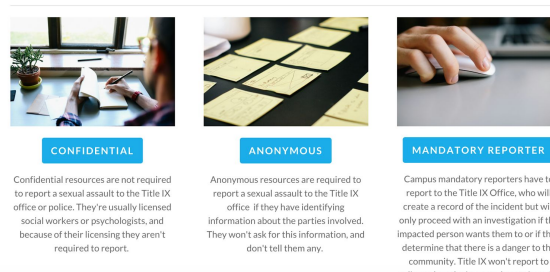 CONFIDENTIAL
Confidential resources are not required
to report a sexual assault to the Title IX
office or police. They're usually licensed
social workers or psychologists, and
because of their licensing they aren't
required to report.
ANONYMOUS
Anonymous resources are required to
report a sexual assault to the Title IX
office if they have identifying
information about the parties involved.
They won't ask for this information, and
don't tell them any.
MANDATORY REPORTER
Campus mandatory reporters have to
report to the Title IX Office, who will
create a record of the incident but wi
only proceed with an investigation if th
impacted person wants them to or if th
determine that there is a danger to th
community. Title IX won't report to